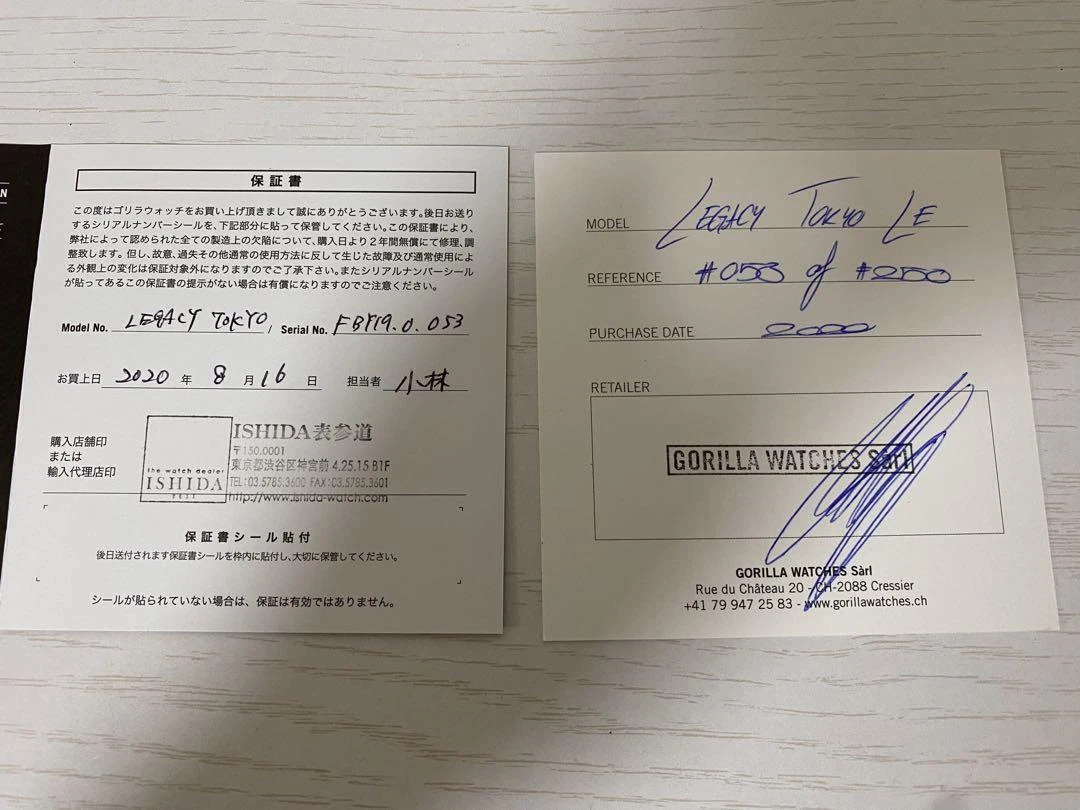 N
保証書
この度はゴリラウォッチをお買い上げ頂きまして誠にありがとうございます。後日お送り
するシリアルナンバーシールを、下記部分に貼って保管してください。この保証書により、
弊社によって認められた全ての製造上の欠陥について、購入日より2年間無償にて修理、調
整致します。但し、故意、過失その他通常の使用方法に反して生じた故障及び通常使用によ
る外観上の変化は保証対象外になりますのでご了承下さい。またシリアルナンバーシール
が貼ってあるこの保証書の提示がない場合は有償になりますのでご注意ください。
Model No. LEGACY TOKYO / Serial No. FBY19.0.053
お買上日 2020 年 8 月 16 日 担当者 小林
購入店舗印
または
輸入代理店印
the watch dealer
ISHIDA
BEST
ISHIDA表参道
〒150.0001
東京都渋谷区神宮前 4.25.15 B1F
TEL:03.5785.3600 FAX:03.5785.3601
http://www.ishida-watch.com
保証書シール貼付
後日送付されます保証書シールを枠内に貼付し、大切に保管してください。
シールが貼られていない場合は、保証は有効ではありません。
MODEL LEGACY TOKYO LE
REFERENCE #053 of #250
PURCHASE DATE 2020
RETAILER
GORILLA WATCHES Sàrl
GORILLA WATCHES Sàrl
Rue du Château 20 - CH-2088 Cressier
+41 79 947 25 83 - www.gorillawatches.ch